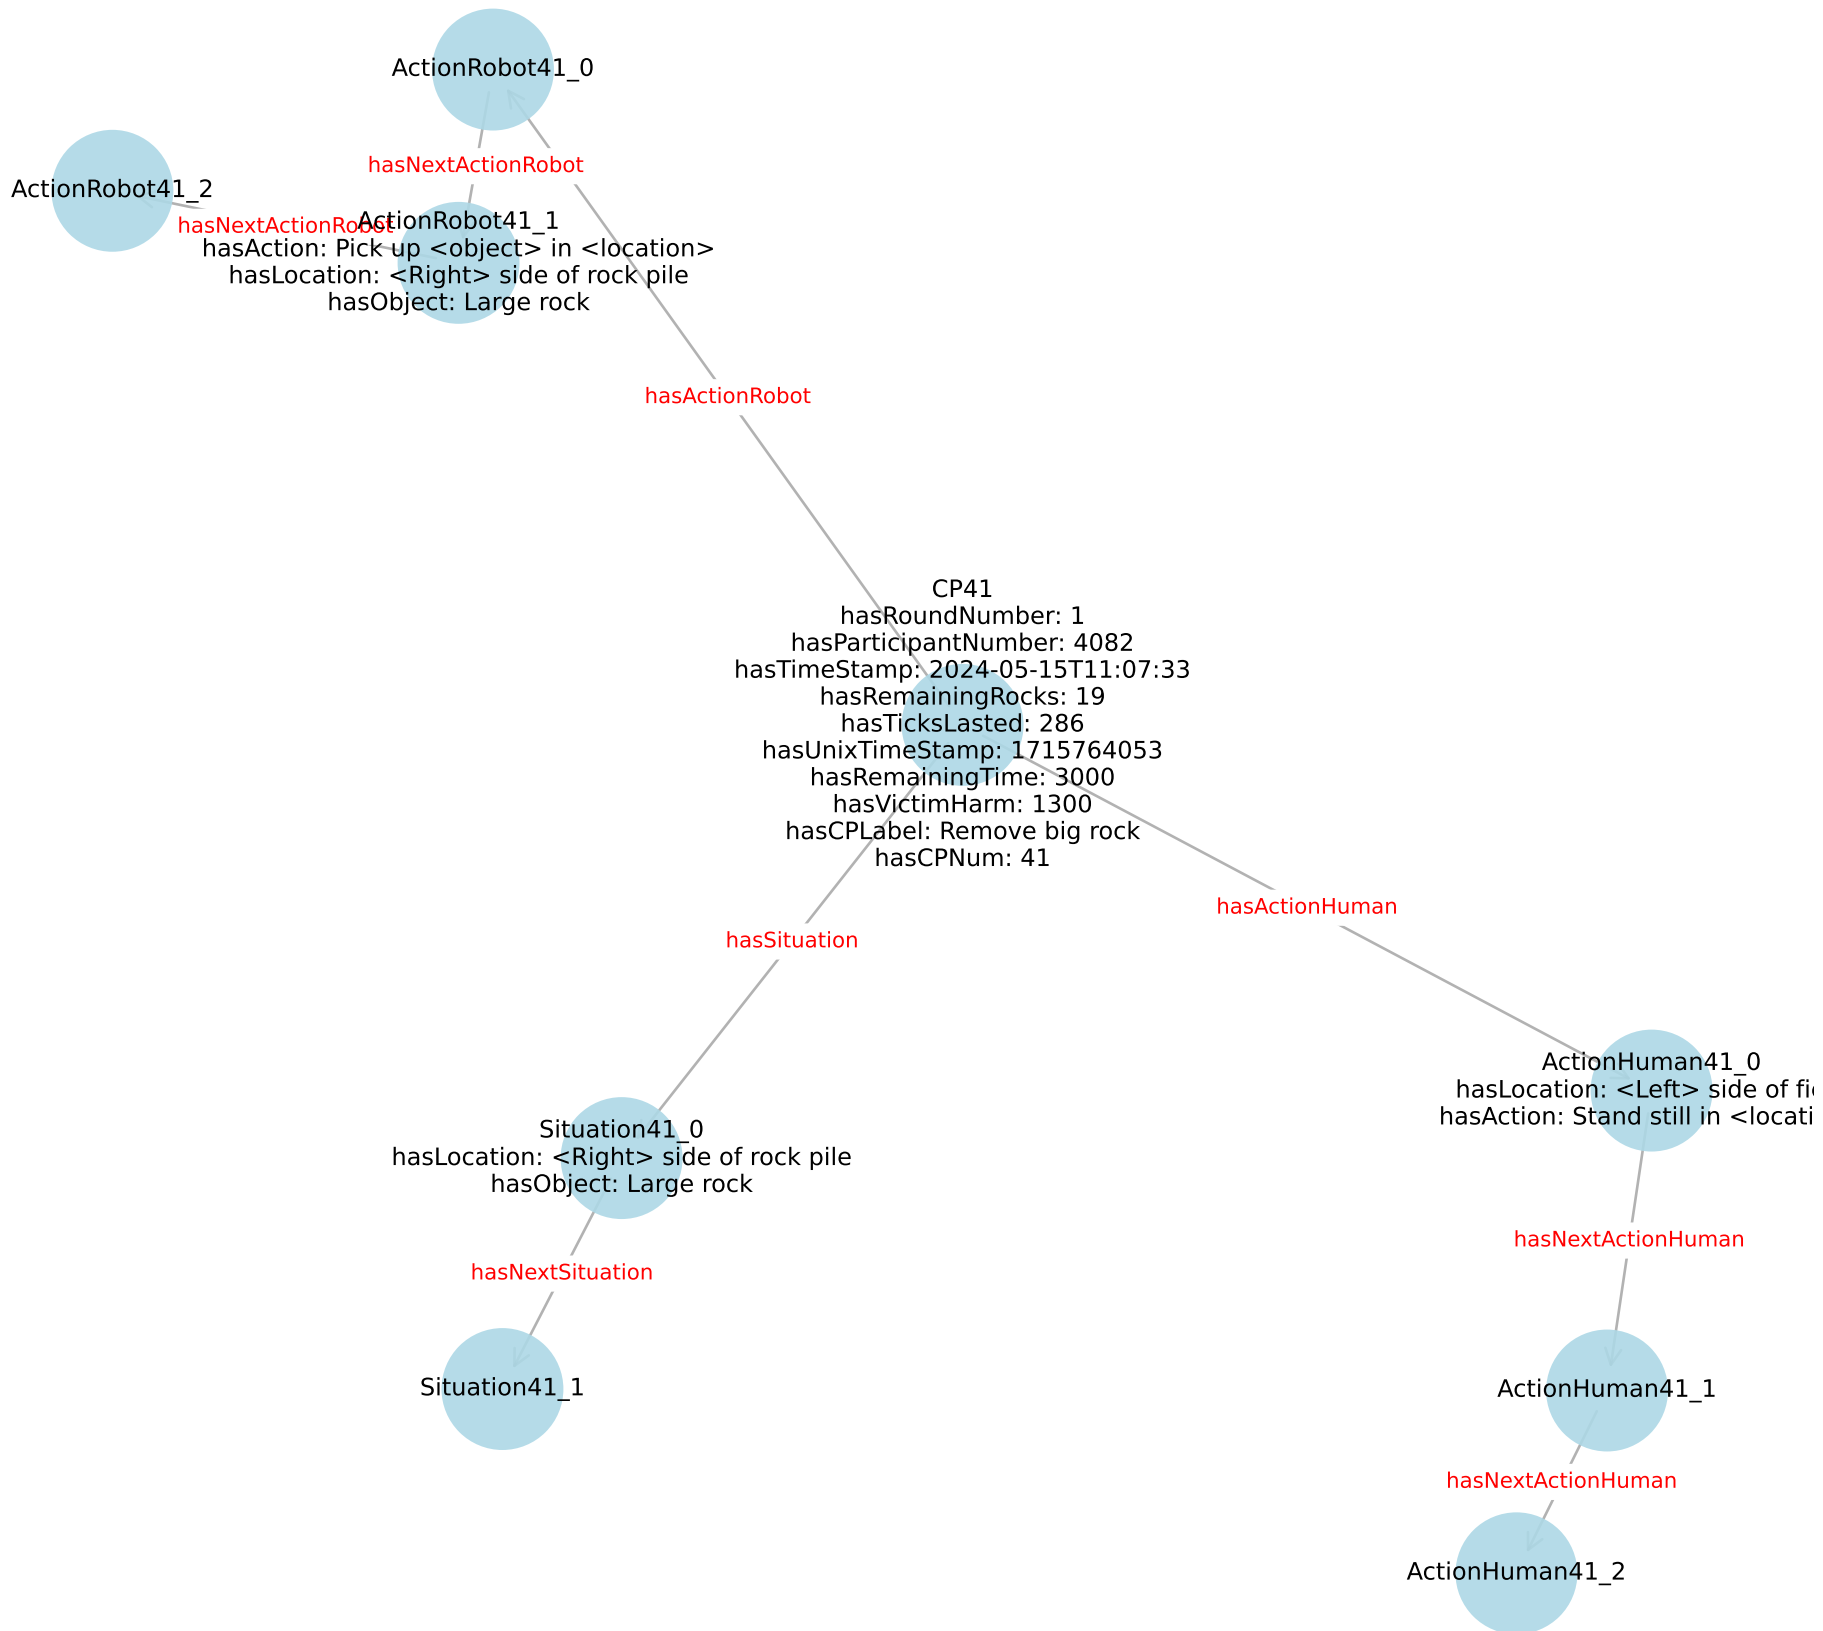 ActionRobot41_0
hasNextActionRobot
ActionRobot41_2
hasNextActionRobot
ActionRobot41_1
hasAction: Pick up <object> in <location>
hasLocation: <Right> side of rock pile
hasObject: Large rock
hasActionRobot
CP41
hasRoundNumber: 1
hasParticipantNumber: 4082
hasTimeStamp: 2024-05-15T11:07:33
hasRemainingRocks: 19
hasTicksLasted: 286
hasUnixTimeStamp: 1715764053
hasRemainingTime: 3000
hasVictimHarm: 1300
hasCPLabel: Remove big rock
hasCPNum: 41
hasActionHuman
hasSituation
ActionHuman41_0
hasLocation: <Left> side of
hasAction: Stand still in
Situation41_0
hasLocation: <Right> side of rock pile
hasObject: Large rock
hasNextActionHuman
hasNextSituation
Situation41_1
ActionHuman41_1
hasNextActionHuman
ActionHuman41_2